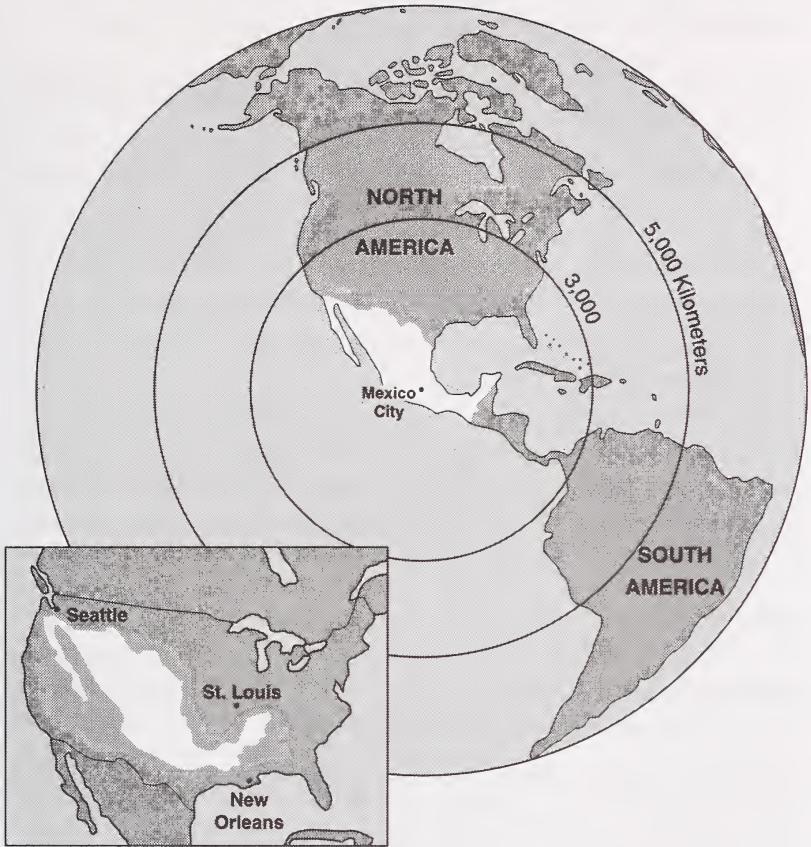 NORTH
AMERICA
5,000 Kilometers
3,000
Mexico
City
SOUTH
AMERICA
Seattle
St. Louis
New
Orleans